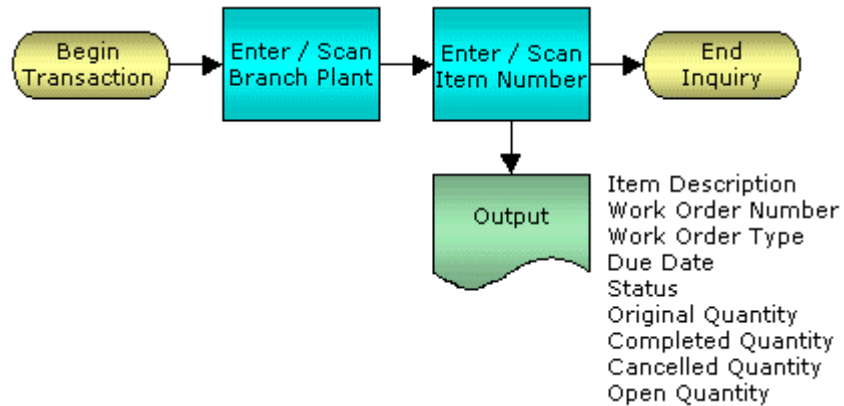 Begin
Transaction
Enter / Scan
Branch Plant
Enter / Scan
Item Number
End
Inquiry
Output
Item Description
Work Order Number
Work Order Type
Due Date
Status
Original Quantity
Completed Quantity
Cancelled Quantity
Open Quantity